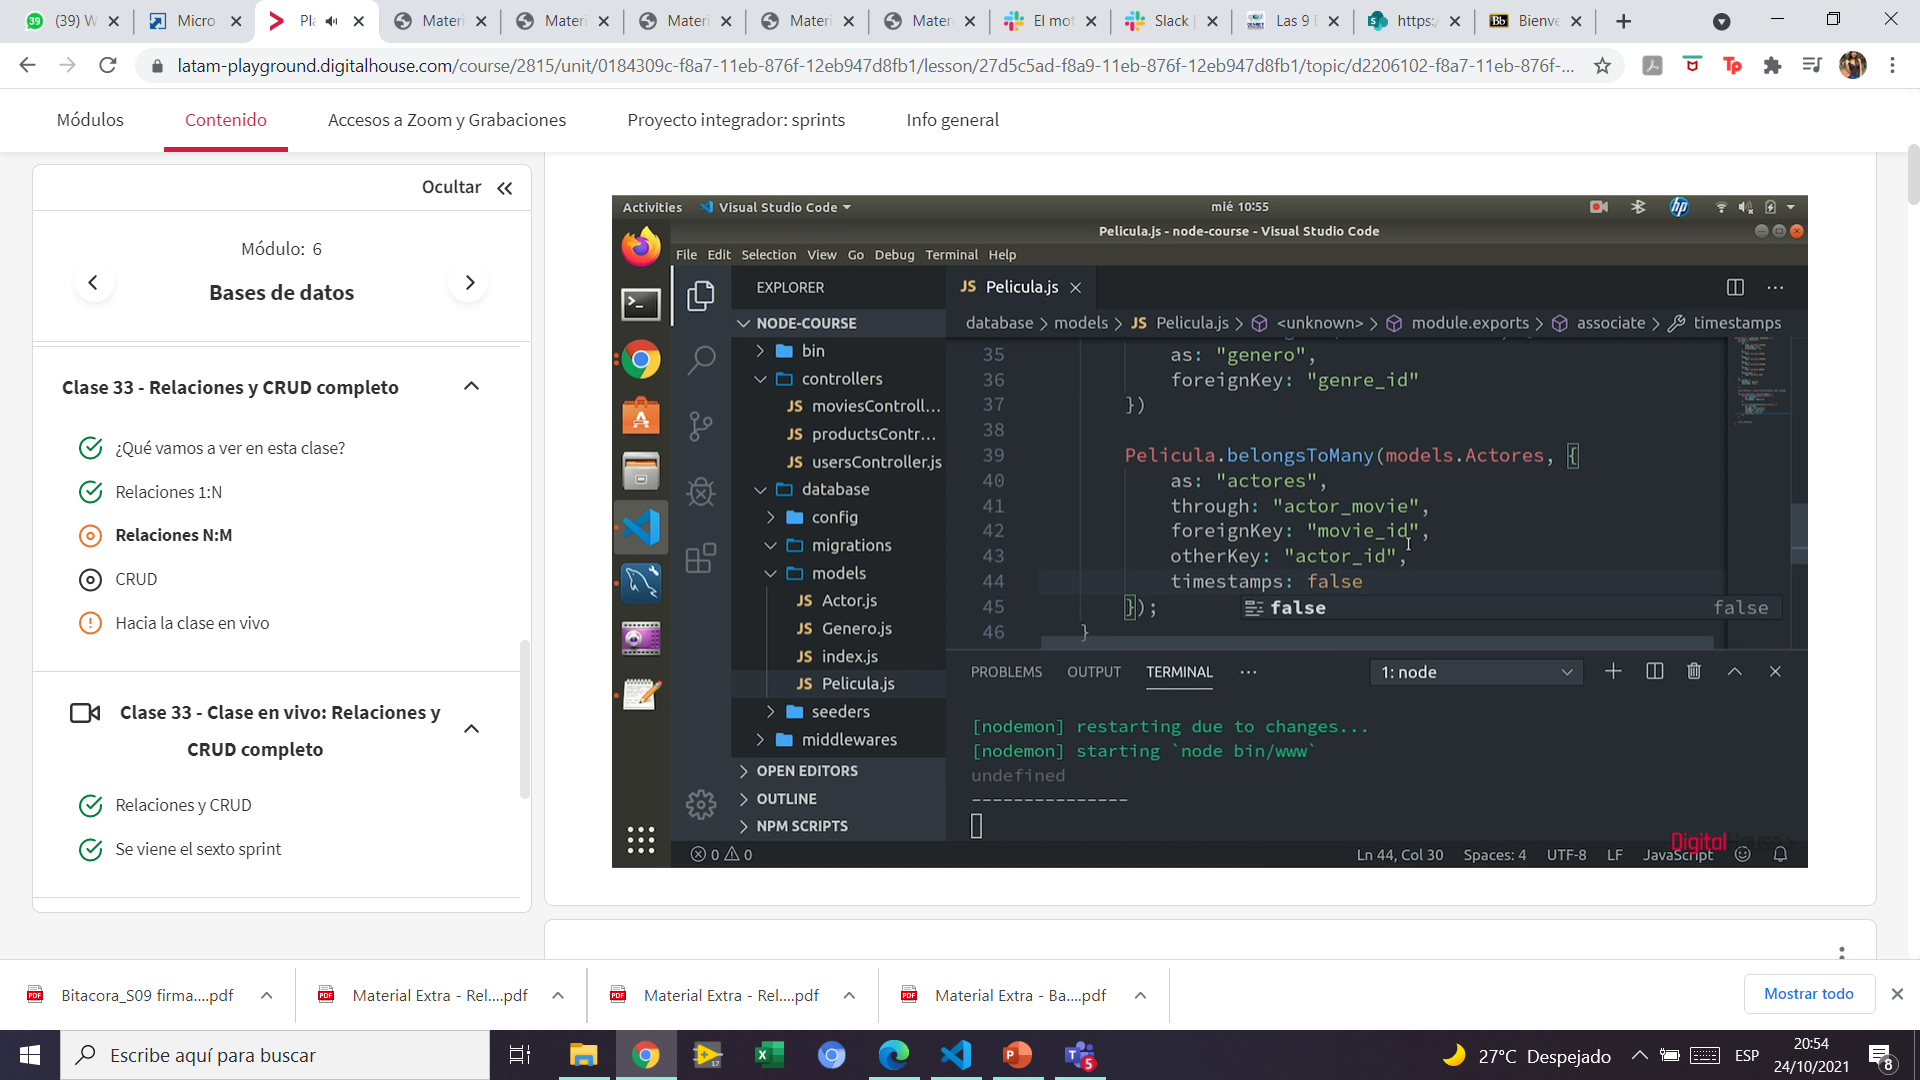 (39) W
Micro
Pla
Materi
Materi
Materi
Materi
Materi
El mot
Slack |
Las 9 E
https:/
Bienve
latam-playground.digitalhouse.com/course/2815/unit/0184309c-f8a7-11eb-876f-12eb947d8fb1/lesson/27d5c5ad-f8a9-11eb-876f-12eb947d8fb1/topic/d2206102-f8a7-11eb-876f-...
Módulos
Contenido
Accesos a Zoom y Grabaciones
Proyecto integrador: sprints
Info general
Ocultar
Módulo: 6
Bases de datos
Clase 33 - Relaciones y CRUD completo
¿Qué vamos a ver en esta clase?
Relaciones 1:N
Relaciones N:M
CRUD
Hacia la clase en vivo
Clase 33 - Clase en vivo: Relaciones y
CRUD completo
Relaciones y CRUD
Se viene el sexto sprint
Activities
Visual Studio Code
mié 10:55
Pelicula.js - node-course - Visual Studio Code
File Edit Selection View Go Debug Terminal Help
EXPLORER
NODE-COURSE
bin
controllers
JS moviesControll...
JS productsContr...
JS usersController.js
database
config
migrations
models
JS Actor.js
JS Genero.js
JS index.js
JS Pelicula.js
seeders
middlewares
OPEN EDITORS
OUTLINE
NPM SCRIPTS
JS Pelicula.js
database > models > JS Pelicula.js > <unknown> > module.exports > associate > timestamps
35 as: "genero",
36 foreignKey: "genre_id"
37 })
38
39 Pelicula.belongsToMany(models.Actores, {
40 as: "actores",
41 through: "actor_movie",
42 foreignKey: "movie_id",
43 otherKey: "actor_id",
44 timestamps: false
45 });
false false
46 }
PROBLEMS OUTPUT TERMINAL ...
1: node
[nodemon] restarting due to changes...
[nodemon] starting `node bin/www`
undefined
---------------
DigitalHouse>
0 0
Ln 44, Col 30 Spaces: 4 UTF-8 LF JavaScript
Bitacora_S09 firma....pdf
Material Extra - Rel....pdf
Material Extra - Rel....pdf
Material Extra - Ba....pdf
Mostrar todo
Escribe aquí para buscar
27°C Despejado
ESP
20:54
24/10/2021
8